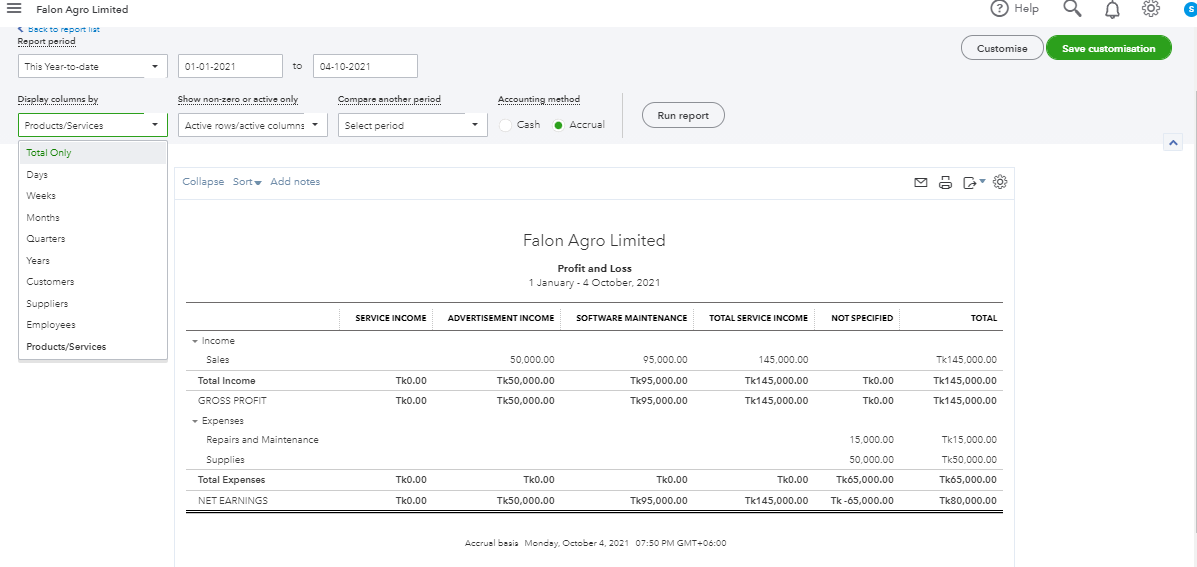 Falon Agro Limited
Help
S
Back to report list
Report period
This Year-to-date
01-01-2021
to
04-10-2021
Customise
Save customisation
Display columns by
Show non-zero or active only
Compare another period
Accounting method
Products/Services
Active rows/active columns
Select period
Cash
Accrual
Run report
Total Only
Days
Weeks
Months
Quarters
Years
Customers
Suppliers
Employees
Products/Services
Collapse Sort Add notes
Falon Agro Limited
Profit and Loss
1 January - 4 October, 2021
SERVICE INCOME ADVERTISEMENT INCOME SOFTWARE MAINTENANCE TOTAL SERVICE INCOME NOT SPECIFIED TOTAL
Income
Sales 50,000.00 95,000.00 145,000.00 Tk145,000.00
Total Income Tk0.00 Tk50,000.00 Tk95,000.00 Tk145,000.00 Tk0.00 Tk145,000.00
GROSS PROFIT Tk0.00 Tk50,000.00 Tk95,000.00 Tk145,000.00 Tk0.00 Tk145,000.00
Expenses
Repairs and Maintenance 15,000.00 Tk15,000.00
Supplies 50,000.00 Tk50,000.00
Total Expenses Tk0.00 Tk0.00 Tk0.00 Tk0.00 Tk65,000.00 Tk65,000.00
NET EARNINGS Tk0.00 Tk50,000.00 Tk95,000.00 Tk145,000.00 Tk -65,000.00 Tk80,000.00
Accrual basis Monday, October 4, 2021 07:50 PM GMT+06:00